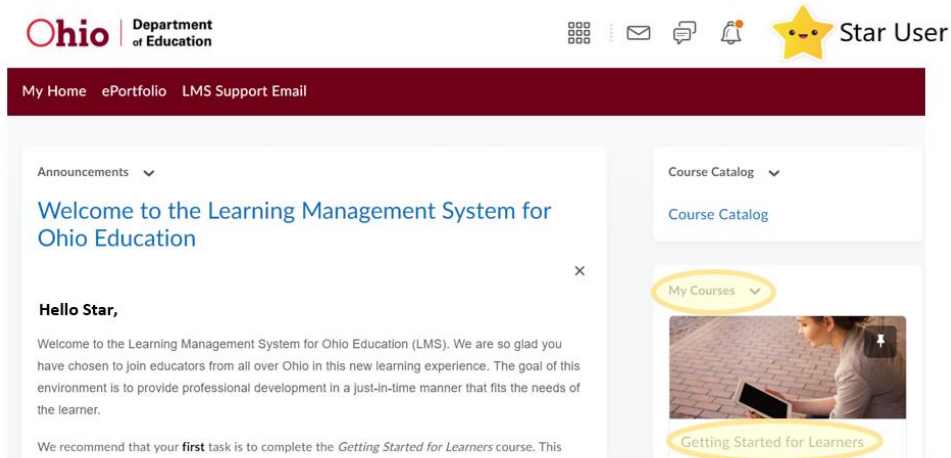 Ohio Department
of Education
Star User
My Home ePortfolio LMS Support Email
Announcements
Welcome to the Learning Management System for
Ohio Education
Hello Star,
Welcome to the Learning Management System for Ohio Education (LMS). We are so glad you
have chosen to join educators from all over Ohio in this new learning experience. The goal of this
environment is to provide professional development in a just-in-time manner that fits the needs of
the learner.
We recommend that your first task is to complete the Getting Started for Learners course. This
Course Catalog
Course Catalog
My Courses
Getting Started for Learners